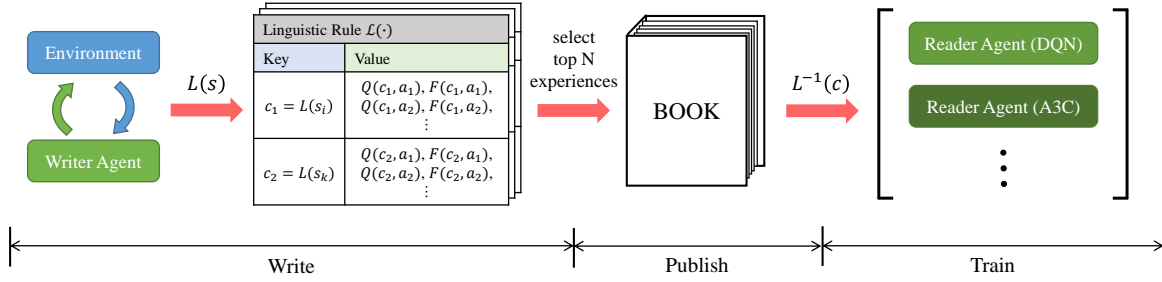 Environment
Writer Agent
L(s)
Linguistic Rule ℒ(·)
Key Value
c₁ = L(sᵢ)
Q(c₁, a₁), F(c₁, a₁),
Q(c₁, a₂), F(c₁, a₂),
⋮
c₂ = L(sₖ)
Q(c₂, a₁), F(c₂, a₁),
Q(c₂, a₂), F(c₂, a₂),
⋮
select
top N
experiences
BOOK
L⁻¹(c)
Reader Agent (DQN)
Reader Agent (A3C)
⋮
Write
Publish
Train